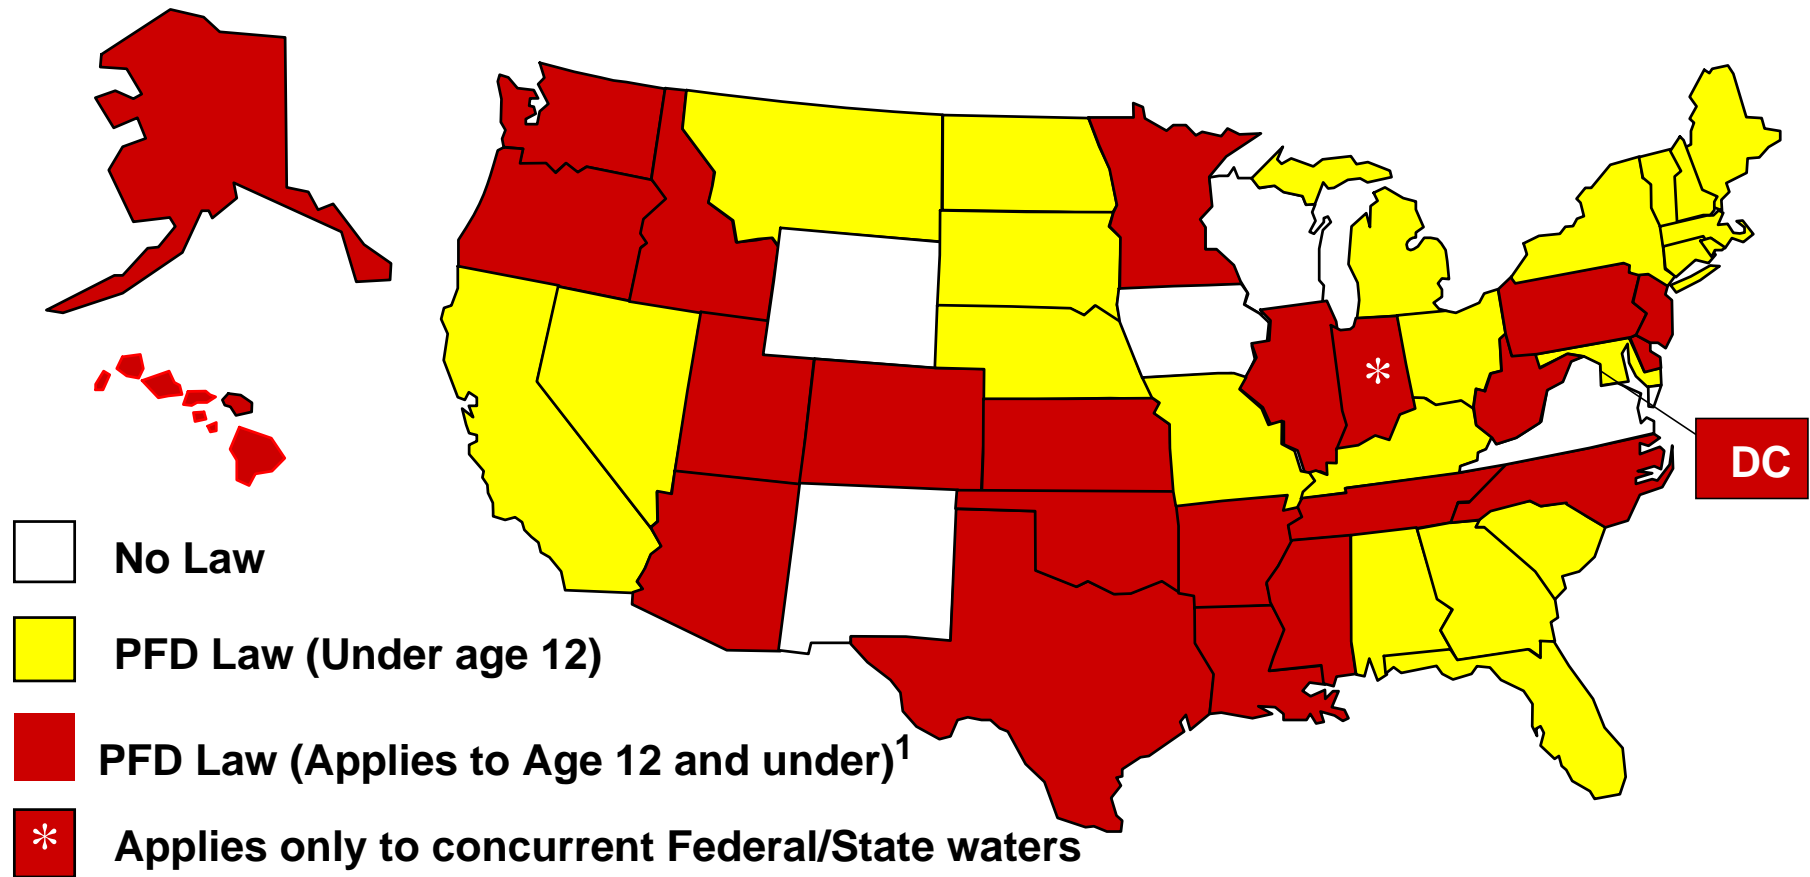 *
DC
No Law
PFD Law (Under age 12)
PFD Law (Applies to Age 12 and under)1
* Applies only to concurrent Federal/State waters